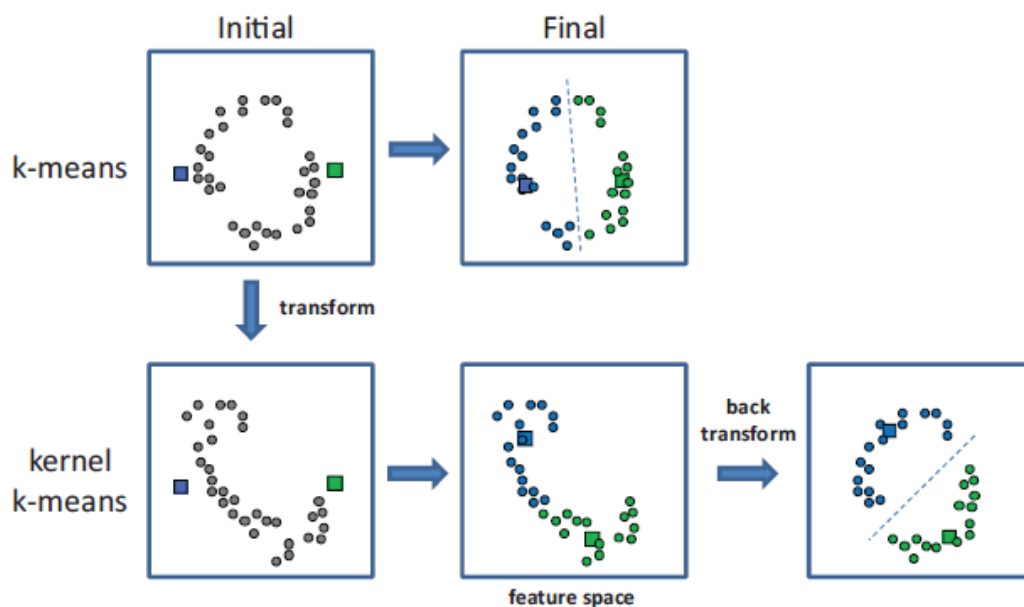 Initial
Final
k-means
transform
kernel
k-means
back
transform
feature space